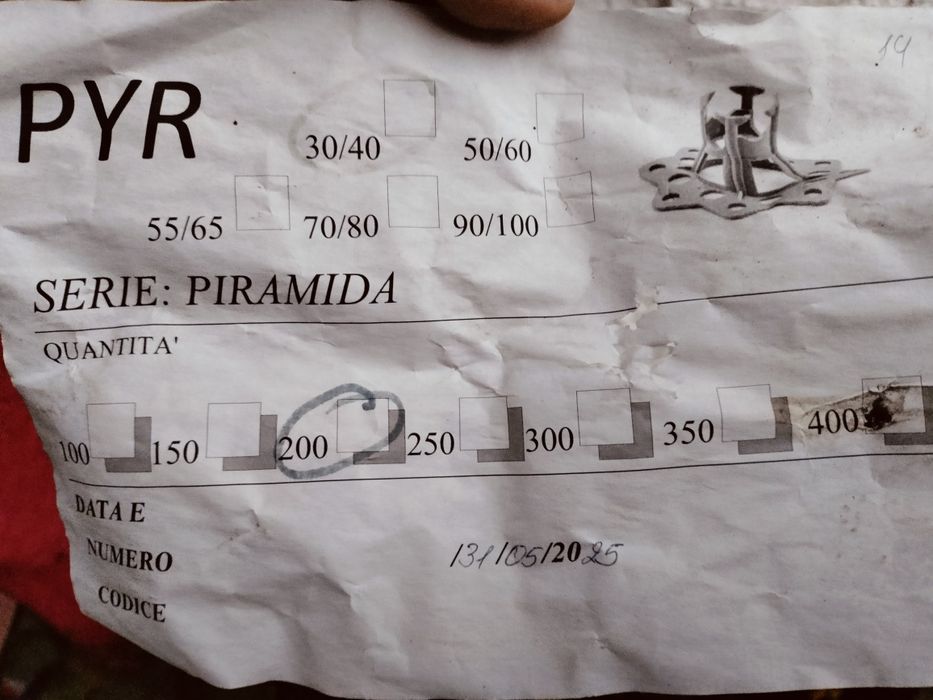 14
PYR
30/40 50/60
55/65 70/80 90/100
SERIE: PIRAMIDA
QUANTITA'
100 150 200 250 300 350 400
DATA E
NUMERO /31/05/2025
CODICE